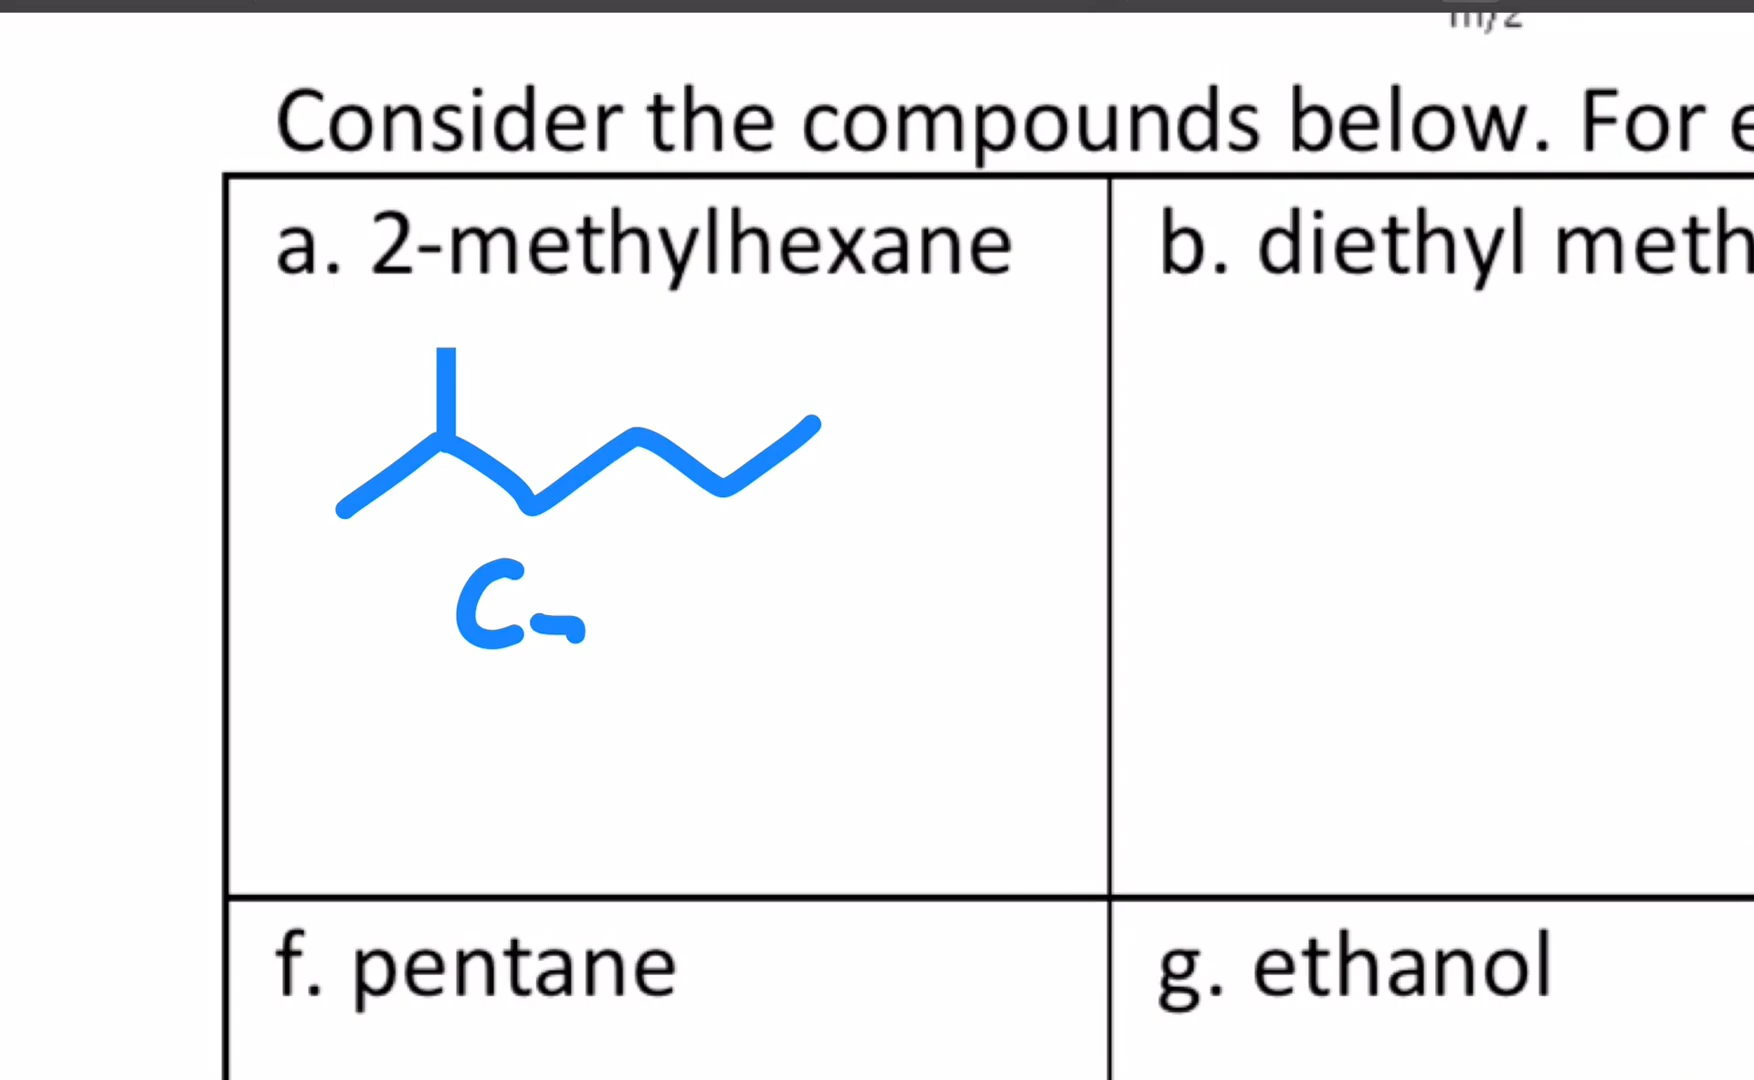 m/z
Consider the compounds below. For e
a. 2-methylhexane
b. diethyl meth
C
f. pentane
g. ethanol